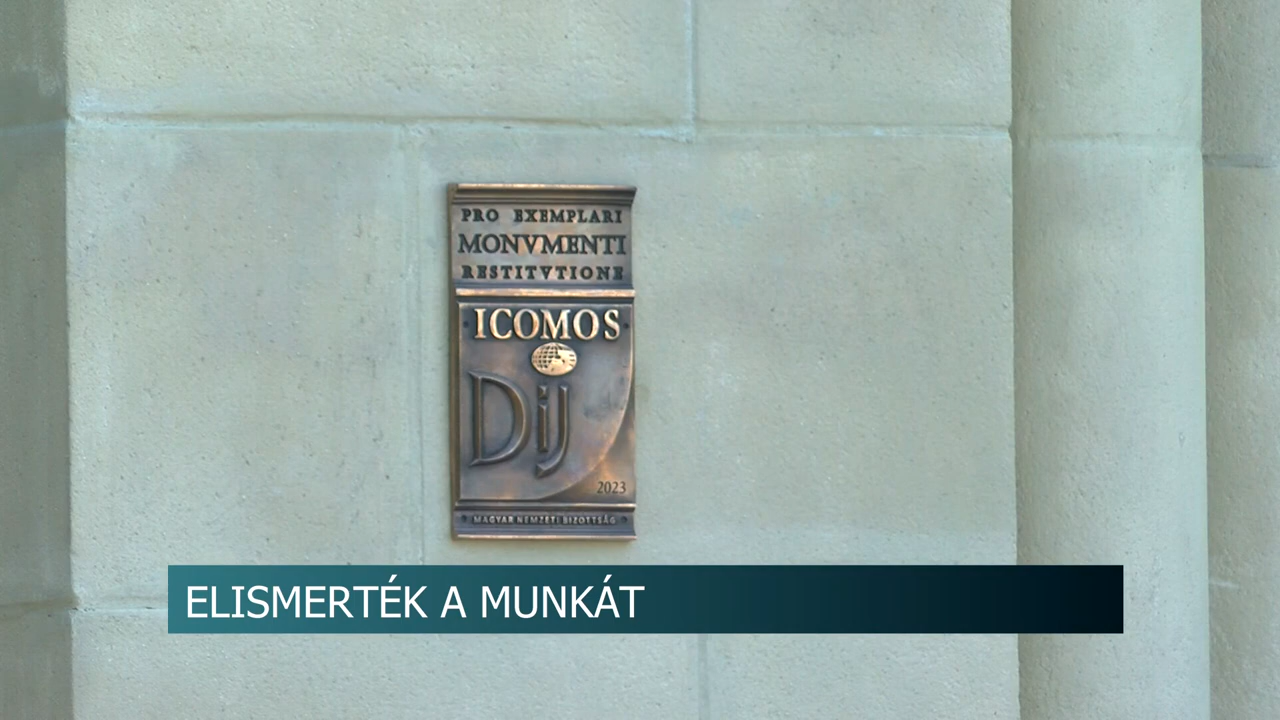 PRO EXEMPLARI
MONVMENTI
RESTITVTIONE
ICOMOS
Díj
2023
MAGYAR NEMZETI BIZOTTSÁG
ELISMERTÉK A MUNKÁT